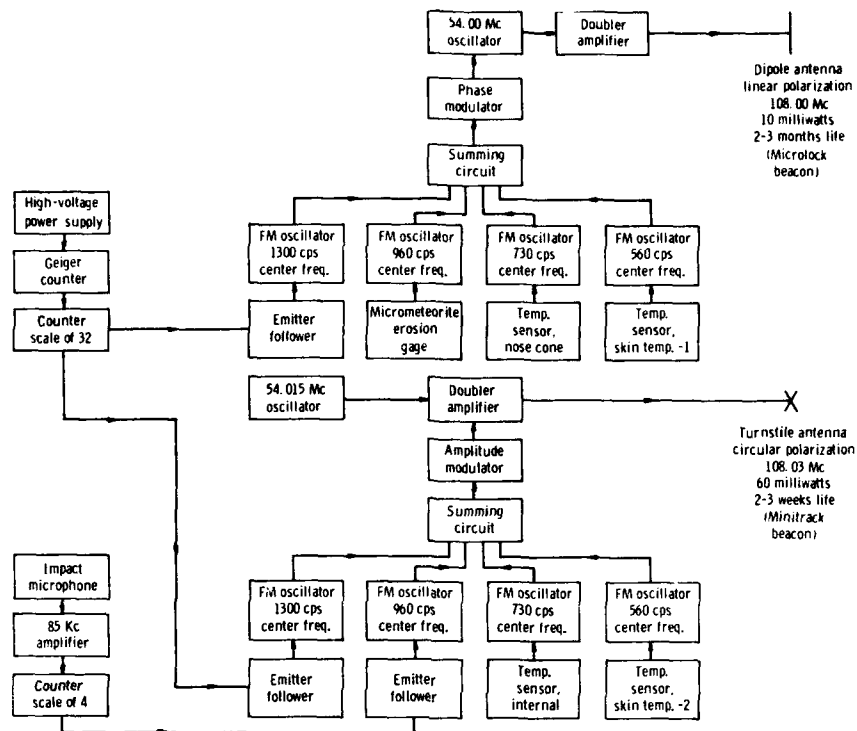 54.00 Mc
oscillator
Doubler
amplifier
Dipole antenna
linear polarization
108.00 Mc
10 milliwatts
2-3 months life
(Microlock
beacon)
Phase
modulator
Summing
circuit
High-voltage
power supply
Geiger
counter
Counter
scale of 32
FM oscillator
1300 cps
center freq.
FM oscillator
960 cps
center freq.
FM oscillator
730 cps
center freq.
FM oscillator
560 cps
center freq.
Emitter
follower
Micrometeorite
erosion
gage
Temp.
sensor,
nose cone
Temp.
sensor,
skin temp. -1
54.015 Mc
oscillator
Doubler
amplifier
Turnstile antenna
circular polarization
108.03 Mc
60 milliwatts
2-3 weeks life
(Minitrack
beacon)
Amplitude
modulator
Summing
circuit
Impact
microphone
85 Kc
amplifier
Counter
scale of 4
FM oscillator
1300 cps
center freq.
FM oscillator
960 cps
center freq.
FM oscillator
730 cps
center freq.
FM oscillator
560 cps
center freq.
Emitter
follower
Emitter
follower
Temp.
sensor,
internal
Temp.
sensor,
skin temp. -2